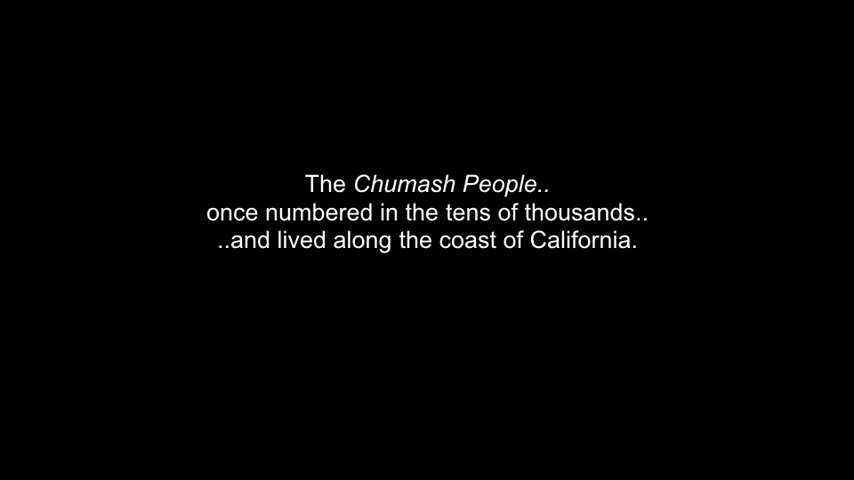 The Chumash People..
once numbered in the tens of thousands..
..and lived along the coast of California.